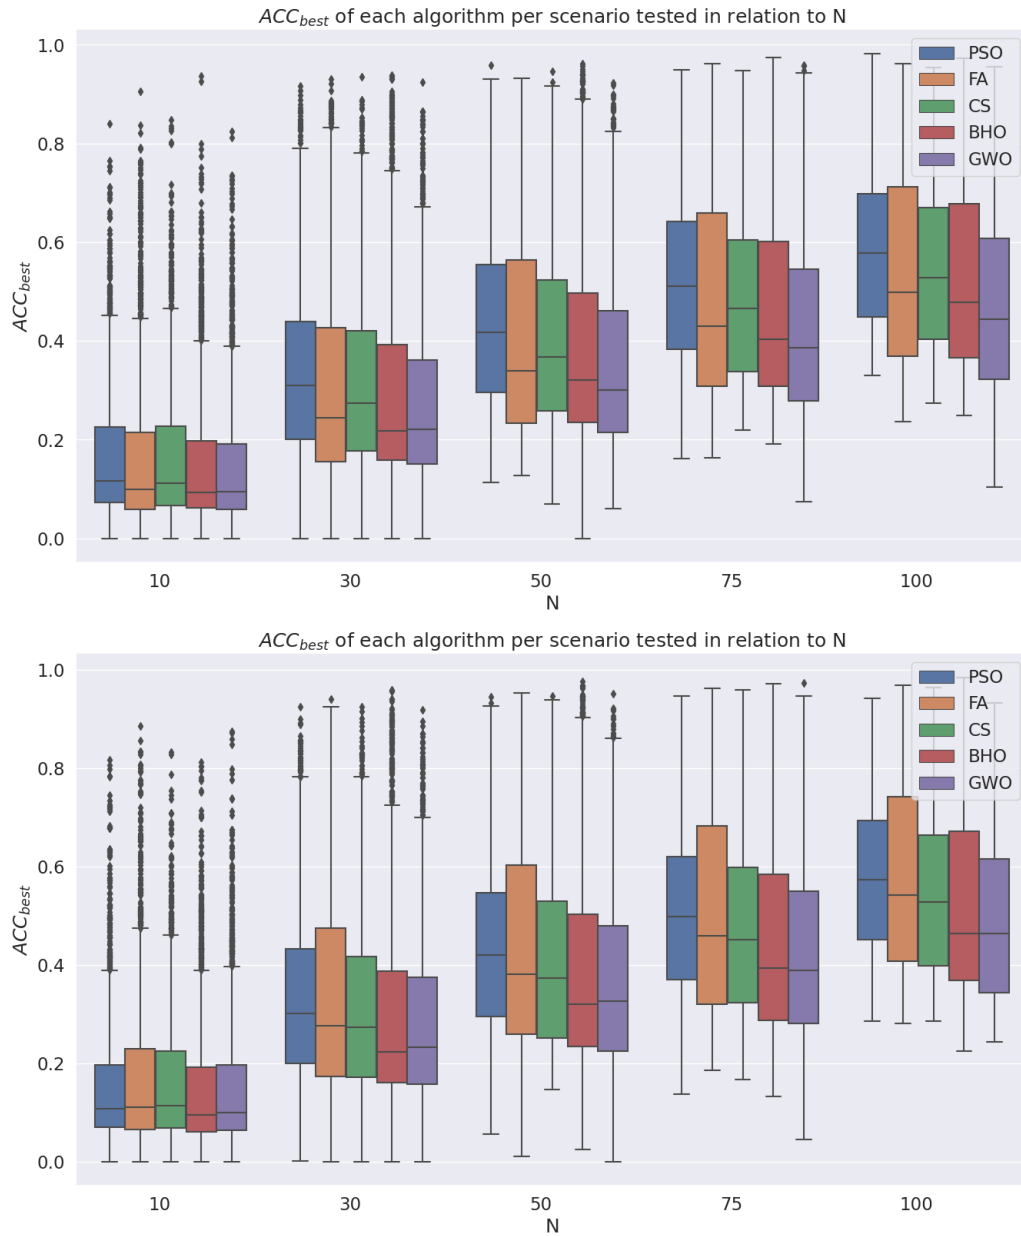 ACC_best of each algorithm per scenario tested in relation to N
1.0
0.8
0.6
0.4
0.2
0.0
ACC_best
PSO
FA
CS
BHO
GWO
10 30 50 75 100
N
ACC_best of each algorithm per scenario tested in relation to N
1.0
0.8
0.6
0.4
0.2
0.0
ACC_best
PSO
FA
CS
BHO
GWO
10 30 50 75 100
N